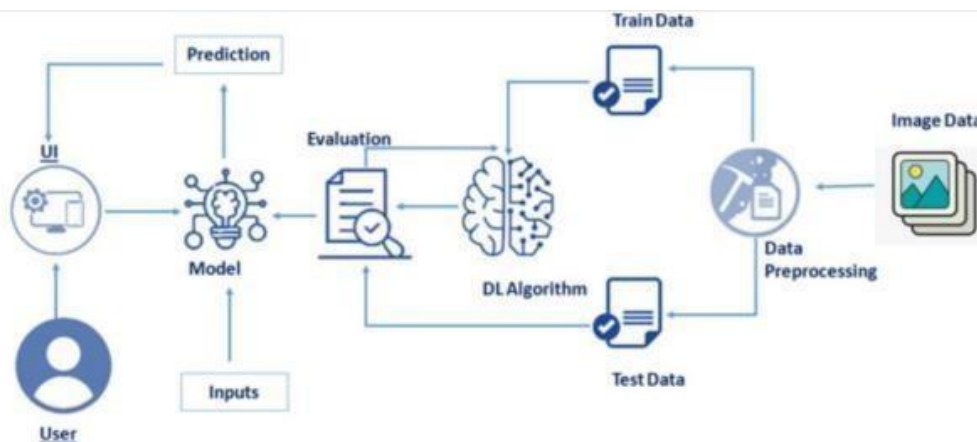 Train Data
Prediction
Image Data
Evaluation
UI
Data
Preprocessing
Model
DL Algorithm
Inputs
Test Data
User